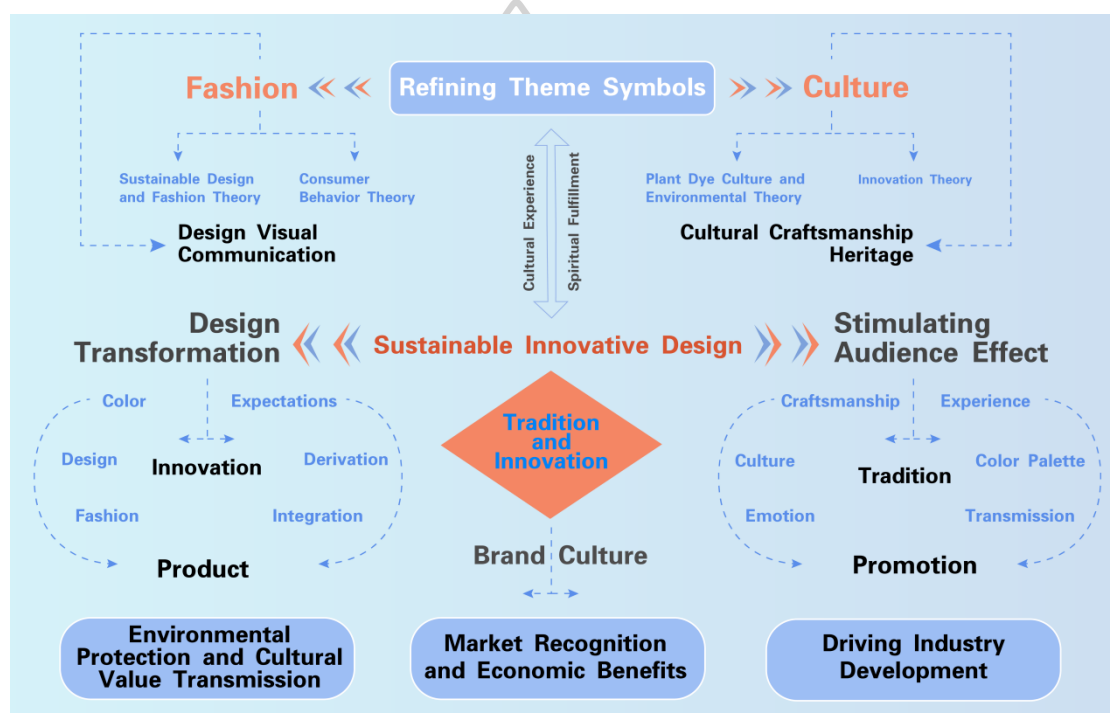 Fashion
Refining Theme Symbols
Culture
Sustainable Design
and Fashion Theory
Consumer
Behavior Theory
Plant Dye Culture and
Environmental Theory
Innovation Theory
Design Visual
Communication
Cultural Experience
Spiritual Fulfillment
Cultural Craftsmanship
Heritage
Design
Transformation
Sustainable Innovative Design
Stimulating
Audience Effect
Color
Expectations
Design
Innovation
Derivation
Fashion
Integration
Product
Tradition
and
Innovation
Brand Culture
Craftsmanship
Experience
Culture
Tradition
Color Palette
Emotion
Transmission
Promotion
Environmental
Protection and Cultural
Value Transmission
Market Recognition
and Economic Benefits
Driving Industry
Development